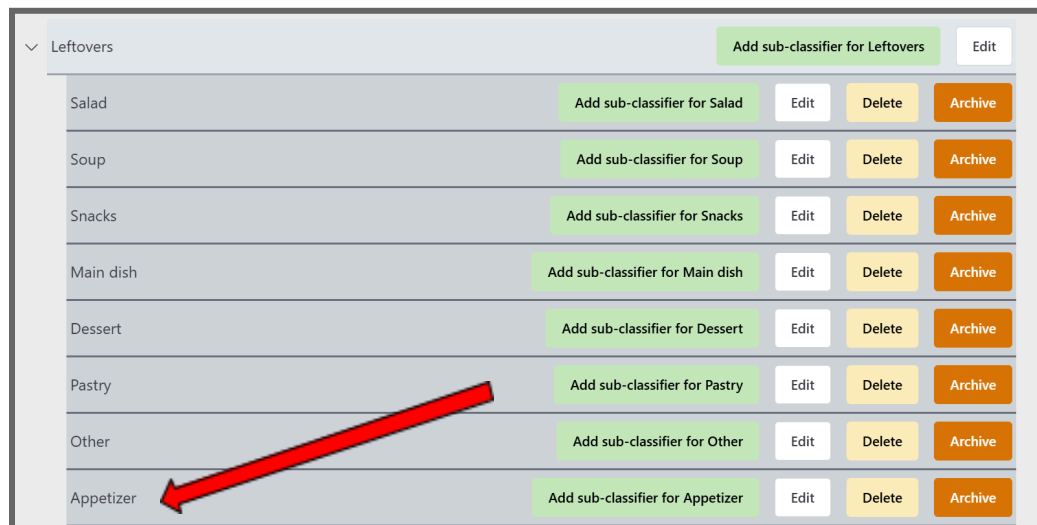 Leftovers Add sub-classifier for Leftovers Edit
Salad Add sub-classifier for Salad Edit Delete Archive
Soup Add sub-classifier for Soup Edit Delete Archive
Snacks Add sub-classifier for Snacks Edit Delete Archive
Main dish Add sub-classifier for Main dish Edit Delete Archive
Dessert Add sub-classifier for Dessert Edit Delete Archive
Pastry Add sub-classifier for Pastry Edit Delete Archive
Other Add sub-classifier for Other Edit Delete Archive
Appetizer Add sub-classifier for Appetizer Edit Delete Archive